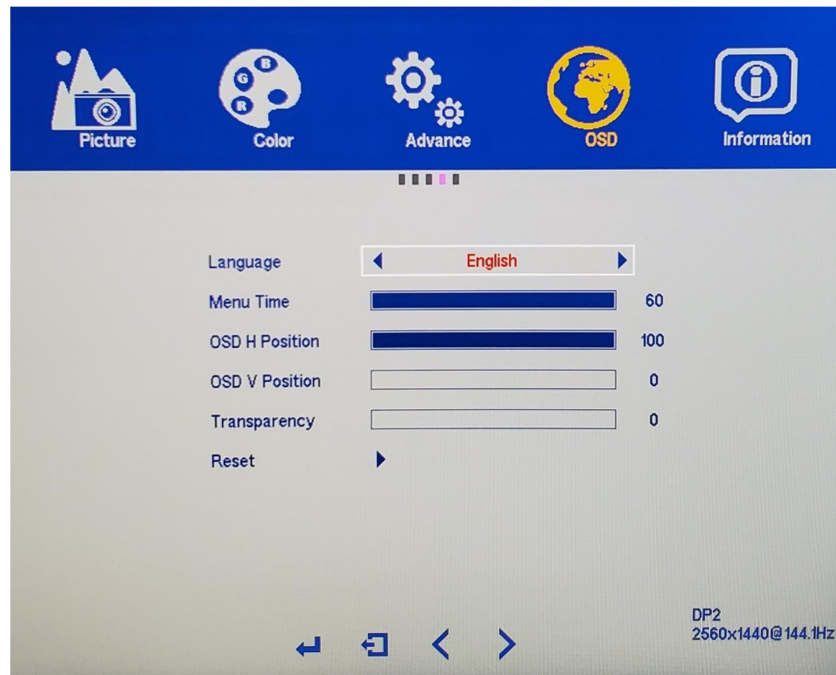 Picture
Color
Advance
OSD
Information
Language English
Menu Time 60
OSD H Position 100
OSD V Position 0
Transparency 0
Reset
DP2
2560x1440@144.1Hz